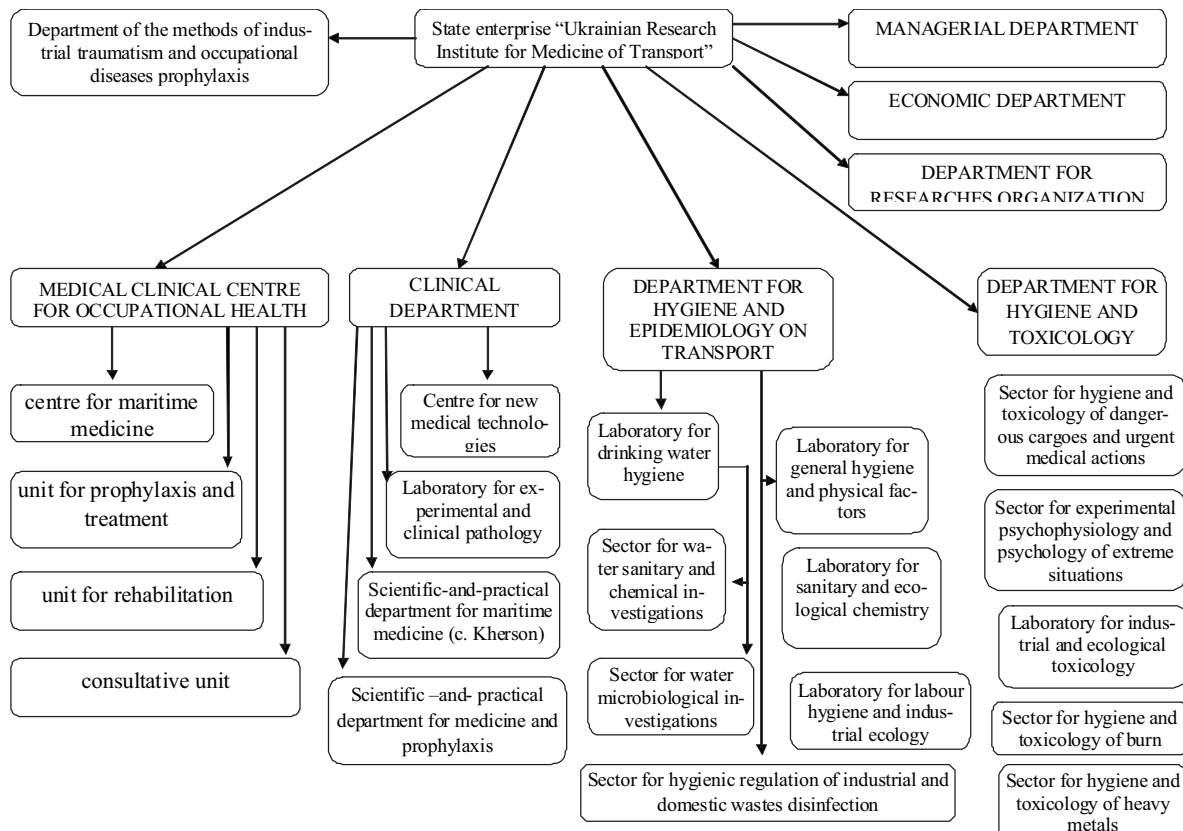 Department of the methods of indus-
trial traumatism and occupational
diseases prophylaxis
State enterprise “Ukrainian Research
Institute for Medicine of Transport”
MANAGERIAL DEPARTMENT
ECONOMIC DEPARTMENT
DEPARTMENT FOR
RESEARCHES ORGANIZATION
MEDICAL CLINICAL CENTRE
FOR OCCUPATIONAL HEALTH
centre for maritime
medicine
unit for prophylaxis and
treatment
unit for rehabilitation
consultative unit
CLINICAL
DEPARTMENT
Centre for new
medical technolo-
gies
Laboratory for ex-
perimental and
clinical pathology
Scientific-and-practical
department for maritime
medicine (c. Kherson)
Scientific –and- practical
department for medicine and
prophylaxis
DEPARTMENT FOR
HYGIENE AND
EPIDEMIOLOGY ON
TRANSPORT
Laboratory for
drinking water
hygiene
Sector for wa-
ter sanitary and
chemical in-
vestigations
Sector for water
microbiological in-
vestigations
Laboratory for
general hygiene
and physical fac-
tors
Laboratory for
sanitary and eco-
logical chemistry
Laboratory for labour
hygiene and indus-
trial ecology
Sector for hygienic regulation of industrial and
domestic wastes disinfection
DEPARTMENT FOR
HYGIENE AND
TOXICOLOGY
Sector for hygiene and
toxicology of danger-
ous cargoes and urgent
medical actions
Sector for experimental
psychophysiology and
psychology of extreme
situations
Laboratory for indus-
trial and ecological
toxicology
Sector for hygiene and
toxicology of burn
Sector for hygiene and
toxicology of heavy
metals